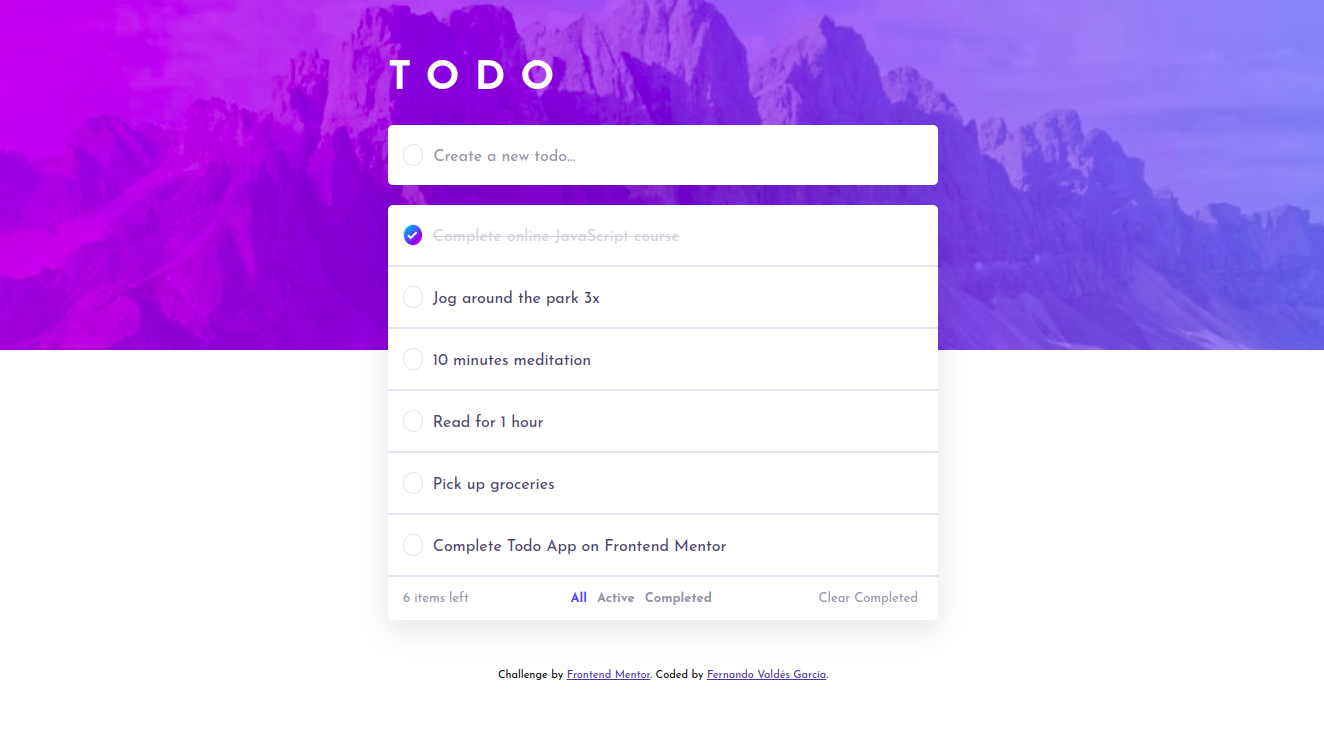 TODO
Create a new todo...
Complete online JavaScript course
Jog around the park 3x
10 minutes meditation
Read for 1 hour
Pick up groceries
Complete Todo App on Frontend Mentor
6 items left All Active Completed Clear Completed
Challenge by Frontend Mentor. Coded by Fernando Valdés García.